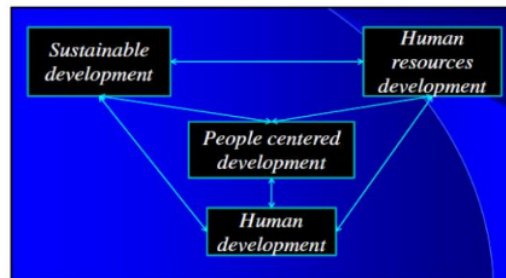 Sustainable
development
Human
resources
development
People centered
development
Human
development